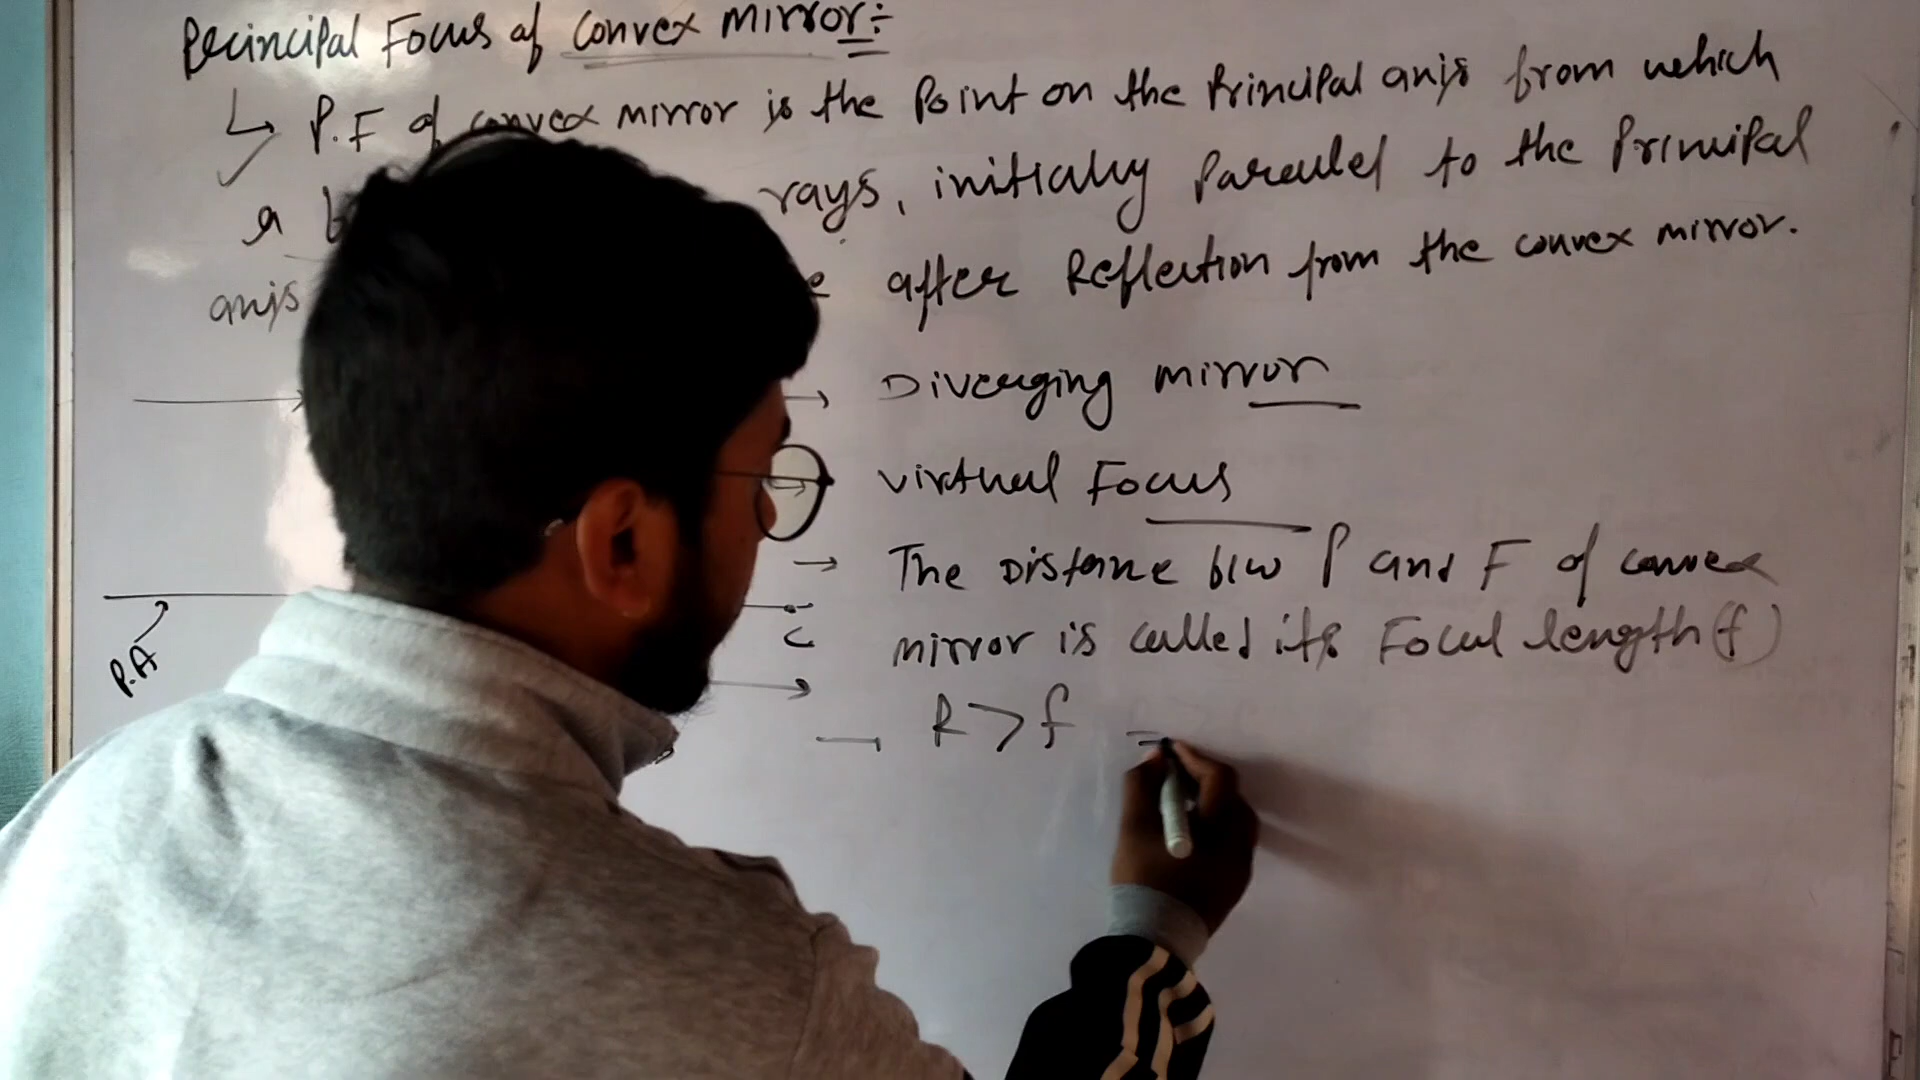 Principal Focus of convex mirror :-
↳ P.F of convex mirror is the Point on the Principal anjs from which
a rays, initially Parallel to the Principal
anjs after Reflection from the convex mirror.
→ Diverging mirror
→ virtual Focus
→ The Distance b/w P and F of convex
mirror is called its Focal length (f)
→ R > f =
C
P.A